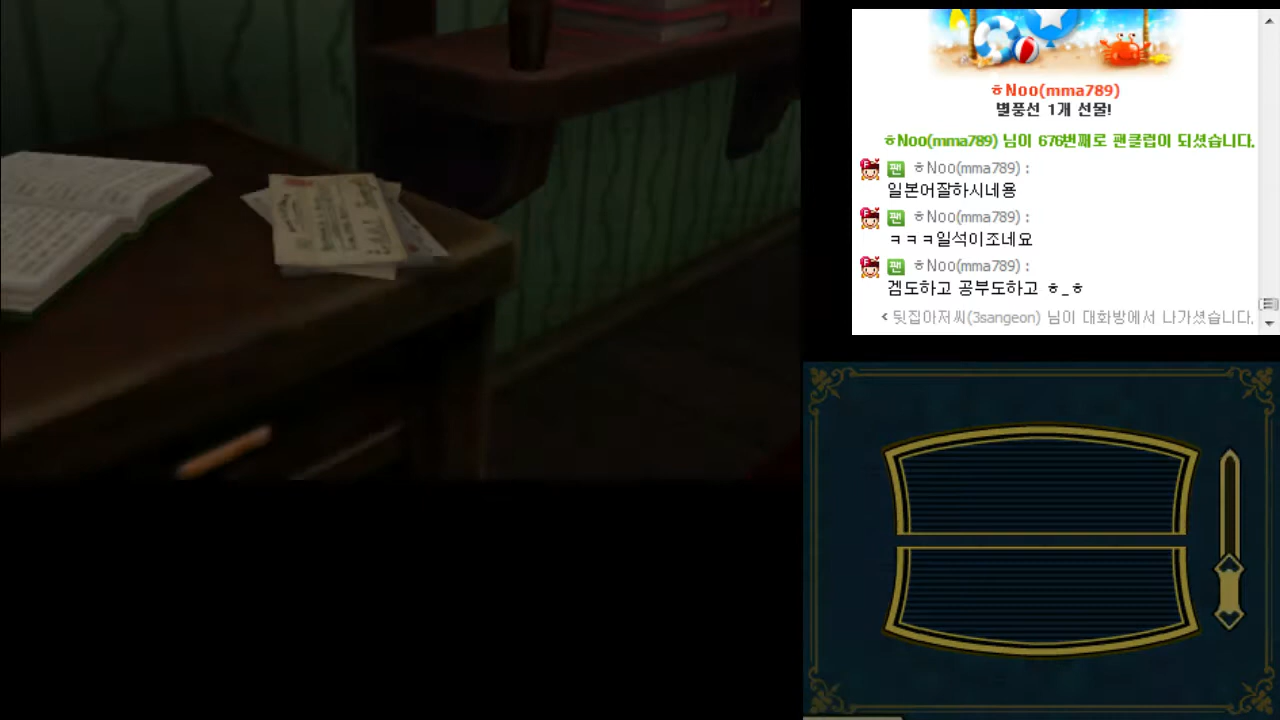 ㅎNoo(mma789)
별풍선 1개 선물!
ㅎNoo(mma789) 님이 676번째로 팬클럽이 되셨습니다.
F 팬 ㅎNoo(mma789) :
일본어잘하시네용
F 팬 ㅎNoo(mma789) :
ㅋㅋㅋ일석이조네요
F 팬 ㅎNoo(mma789) :
겜도하고 공부도하고 ㅎ_ㅎ
< 뒷집아저씨(3sangeon) 님이 대화방에서 나가셨습니다.